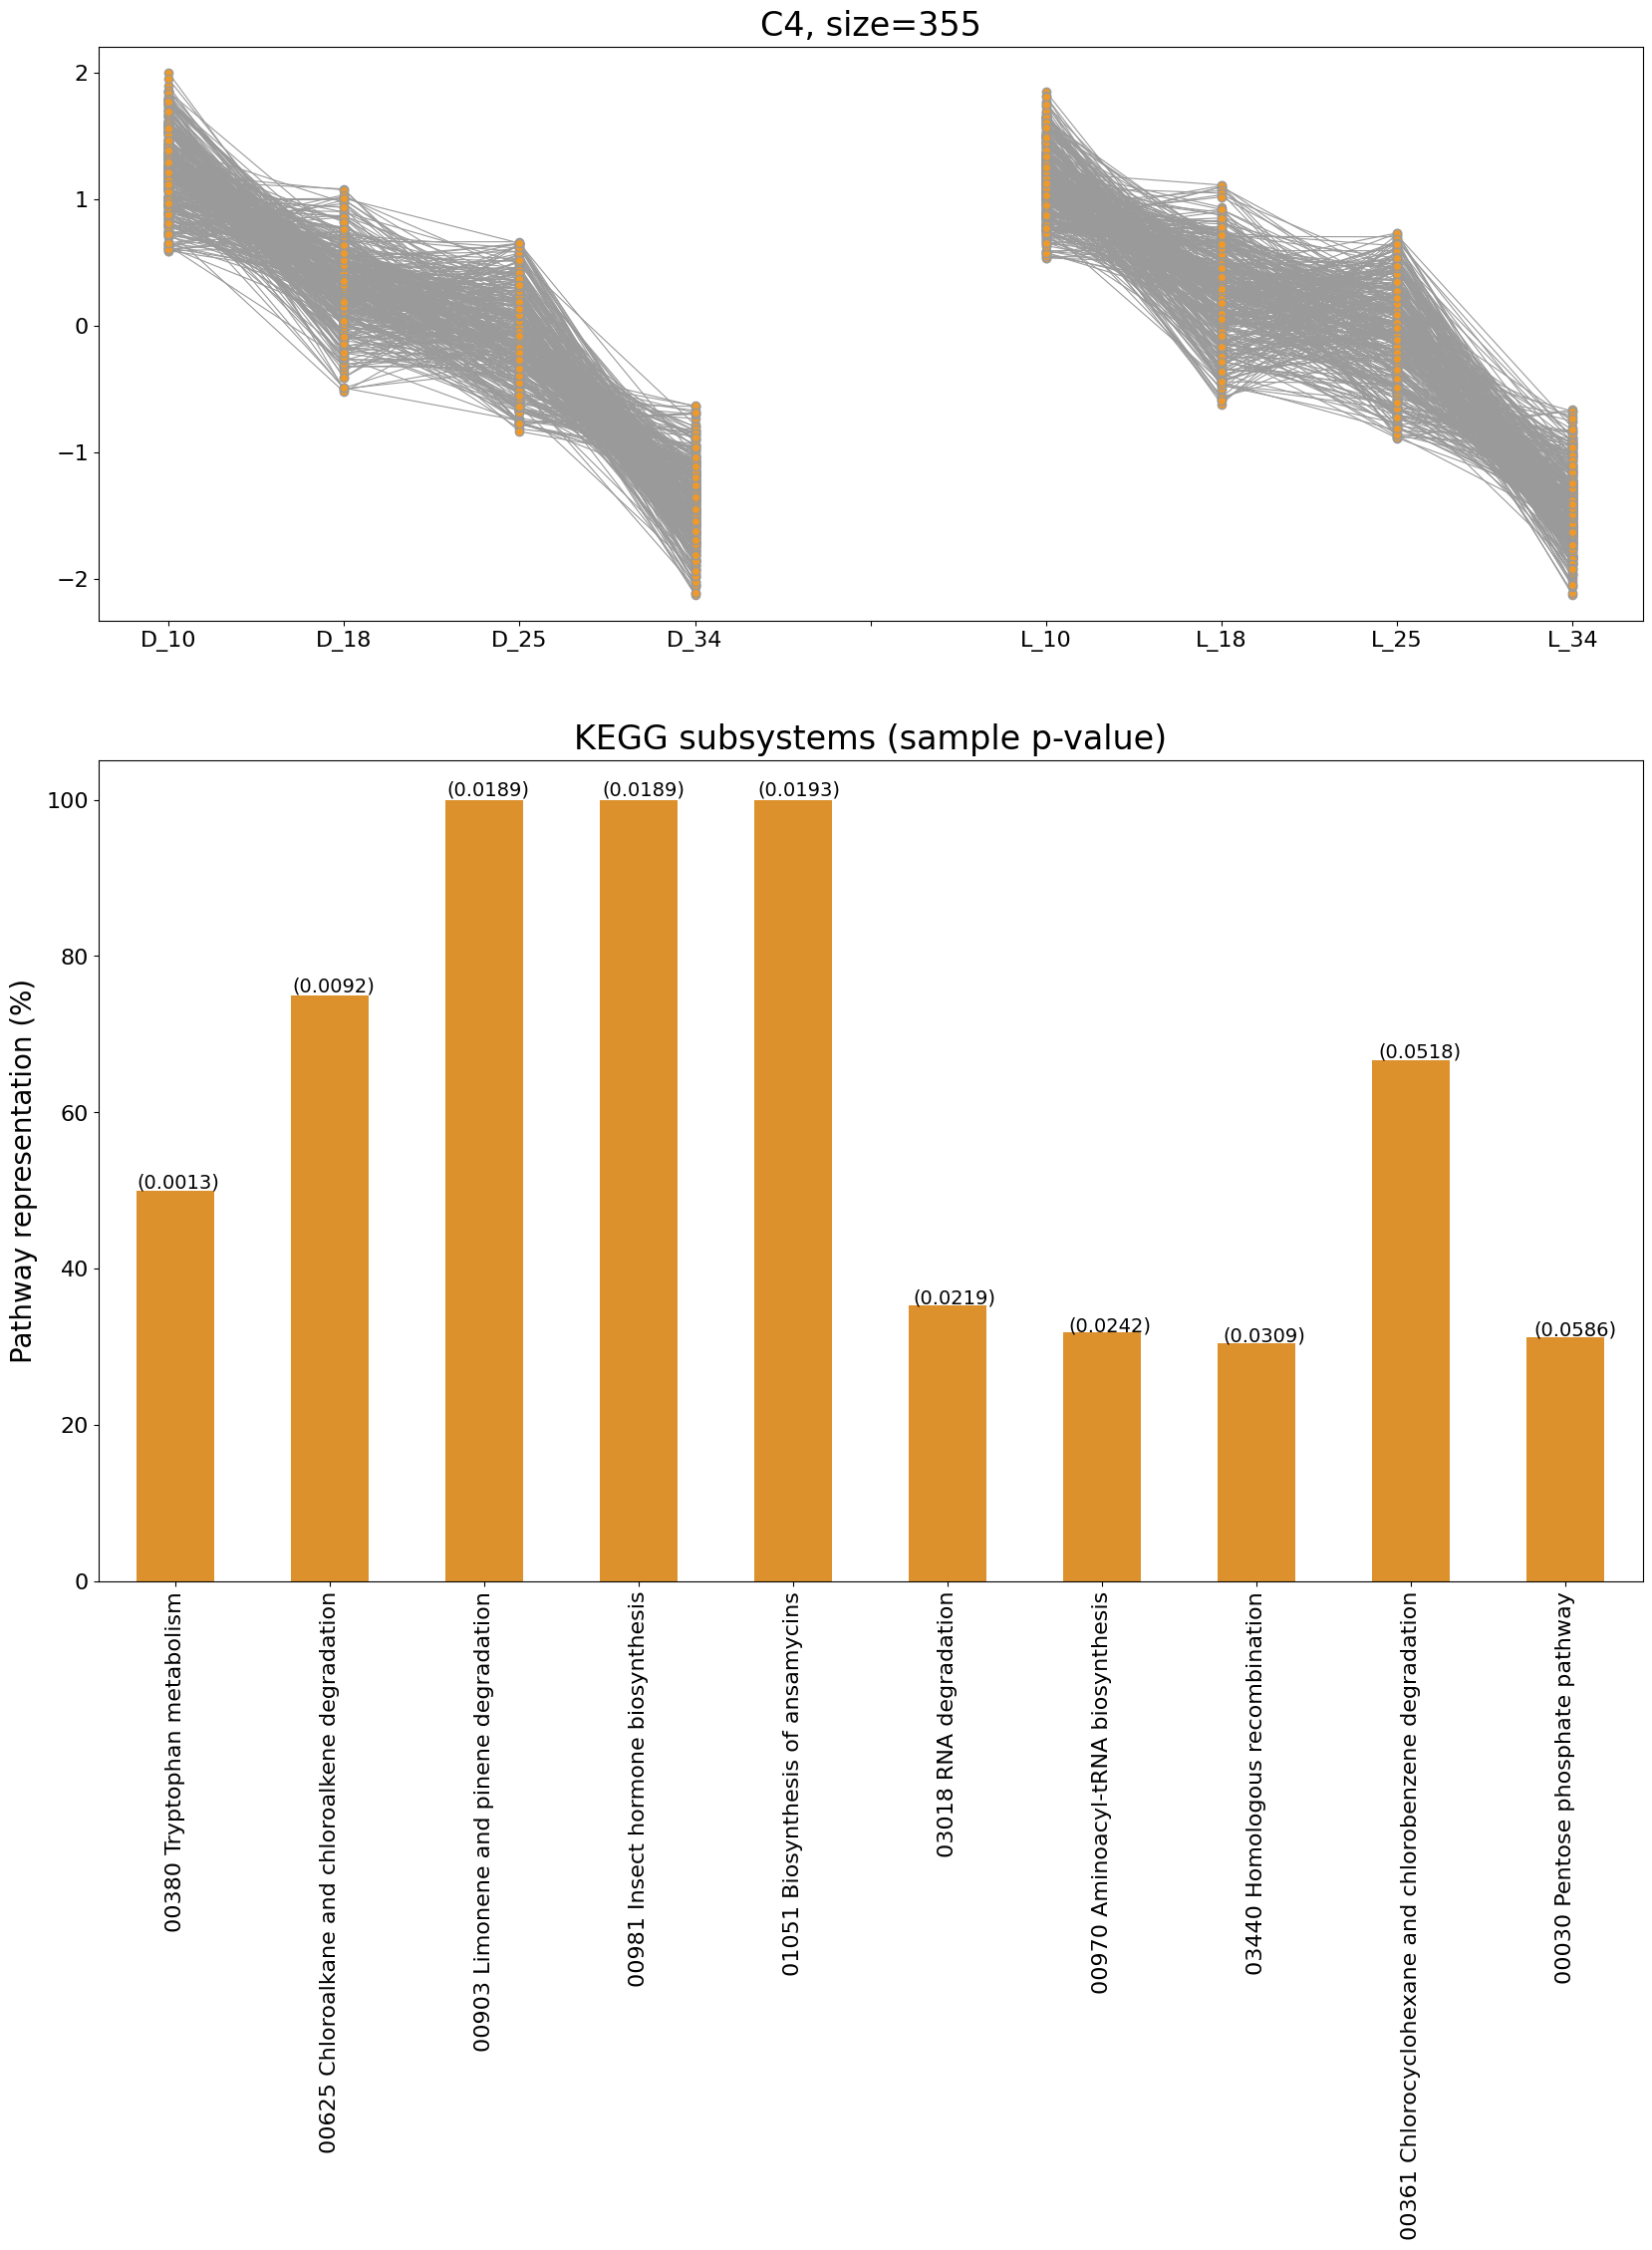 C4, size=355
2
1
0
−1
−2
D_10 D_18 D_25 D_34 L_10 L_18 L_25 L_34
KEGG subsystems (sample p-value)
Pathway representation (%)
100
80
60
40
20
0
(0.0013)
(0.0092)
(0.0189)
(0.0189)
(0.0193)
(0.0219)
(0.0242)
(0.0309)
(0.0518)
(0.0586)
00380 Tryptophan metabolism
00625 Chloroalkane and chloroalkene degradation
00903 Limonene and pinene degradation
00981 Insect hormone biosynthesis
01051 Biosynthesis of ansamycins
03018 RNA degradation
00970 Aminoacyl-tRNA biosynthesis
03440 Homologous recombination
00361 Chlorocyclohexane and chlorobenzene degradation
00030 Pentose phosphate pathway